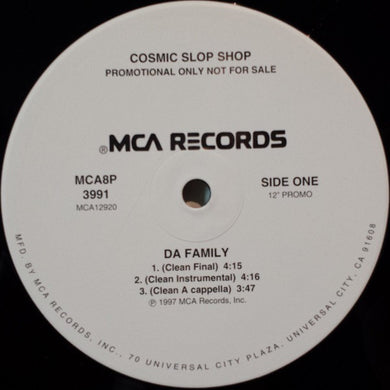 COSMIC SLOP SHOP
PROMOTIONAL ONLY NOT FOR SALE
®MCA RECORDS
MCA8P
3991
MCA12920
SIDE ONE
12" PROMO
DA FAMILY
1. (Clean Final) 4:15
2. (Clean Instrumental) 4:16
3. (Clean A cappella) 3:47
℗ 1997 MCA Records, Inc.
MFD. BY MCA RECORDS, INC., 70 UNIVERSAL CITY PLAZA, UNIVERSAL CITY, CA 91608